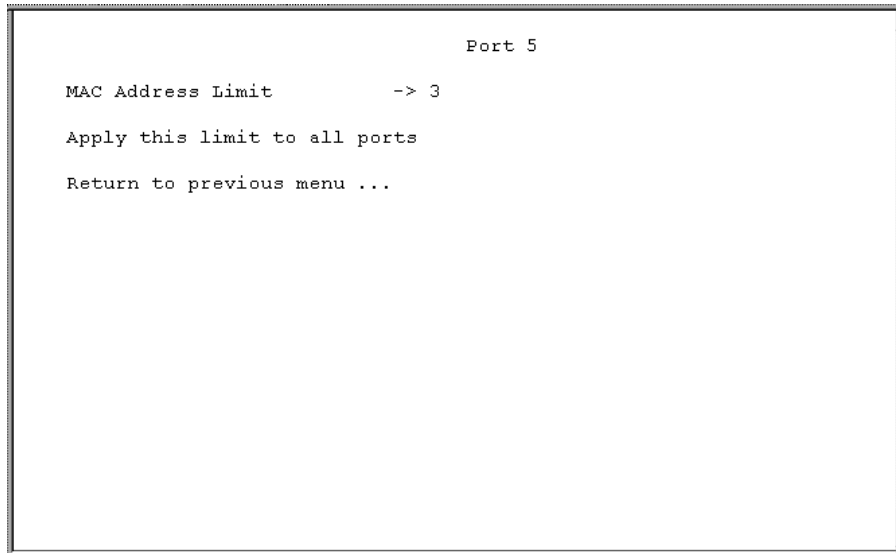 Port 5
MAC Address Limit -> 3
Apply this limit to all ports
Return to previous menu ...